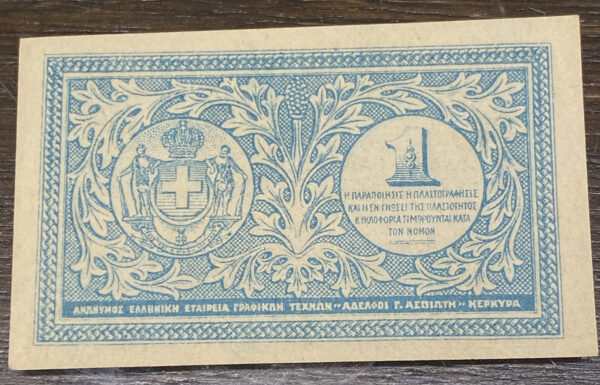 1
Η ΠΑΡΑΠΟΙΗΣΙΣ Η ΠΛΑΣΤΟΓΡΑΦΗΣΙΣ
ΚΑΙ Η ΕΝ ΓΝΩΣΕΙ ΤΗΣ ΠΛΑΣΤΟΤΗΤΟΣ
ΚΥΚΛΟΦΟΡΙΑ ΤΙΜΩΡΟΥΝΤΑΙ ΚΑΤΑ
ΤΟΝ ΝΟΜΟΝ
ΑΝΩΝΥΜΟΣ ΕΛΛΗΝΙΚΗ ΕΤΑΙΡΕΙΑ ΓΡΑΦΙΚΩΝ ΤΕΧΝΩΝ "ΑΔΕΛΦΟΙ Γ. ΑΣΠΙΩΤΗ" ΚΕΡΚΥΡΑ